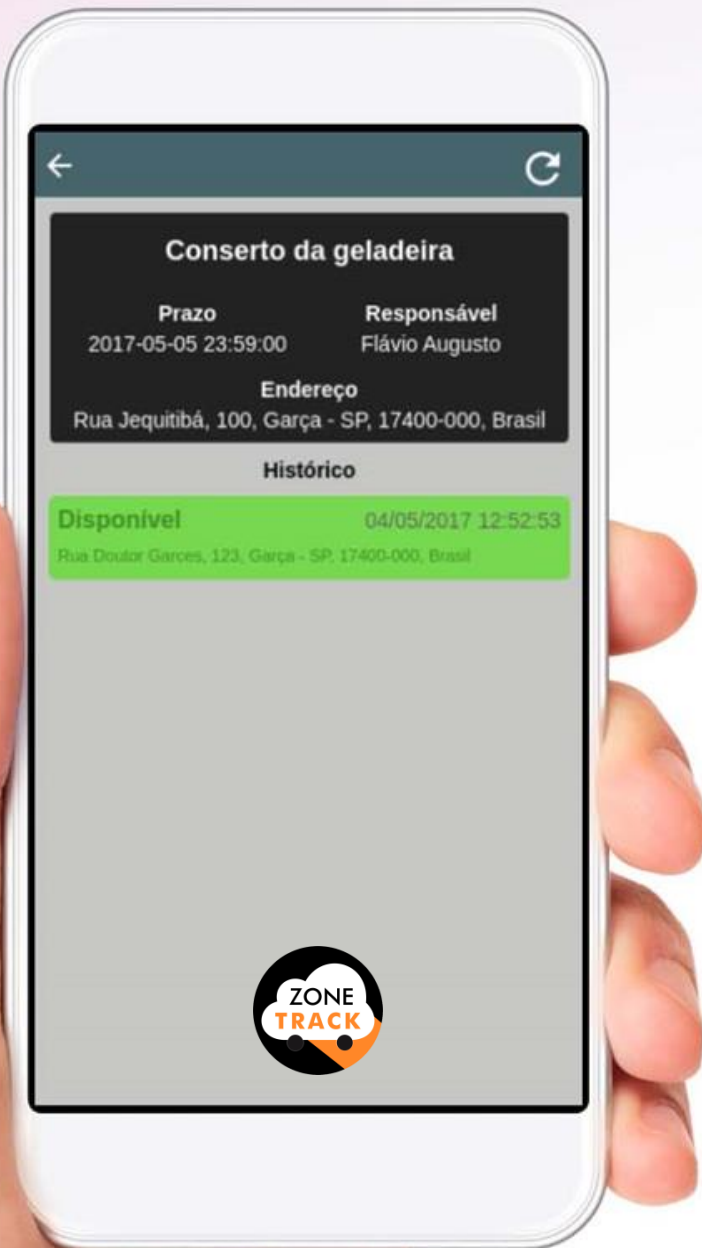 Conserto da geladeira
Prazo Responsável
2017-05-05 23:59:00 Flávio Augusto
Endereço
Rua Jequitibá, 100, Garça - SP, 17400-000, Brasil
Histórico
Disponível 04/05/2017 12:52:53
Rua Doutor Garces, 123, Garça - SP, 17400-000, Brasil
ZONE
TRACK